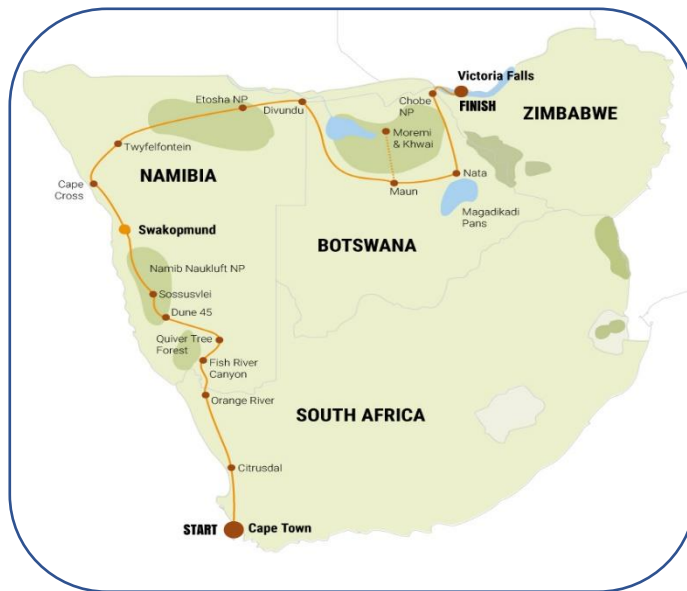 Victoria Falls
FINISH
ZIMBABWE
Etosha NP
Divundu
Chobe
NP
Moremi
& Khwai
Twyfelfontein
NAMIBIA
Nata
Cape
Cross
Maun
Magadikadi
Pans
Swakopmund
BOTSWANA
Namib Naukluft NP
Sossusvlei
Dune 45
Quiver Tree
Forest
Fish River
Canyon
Orange River
SOUTH AFRICA
Citrusdal
START
Cape Town